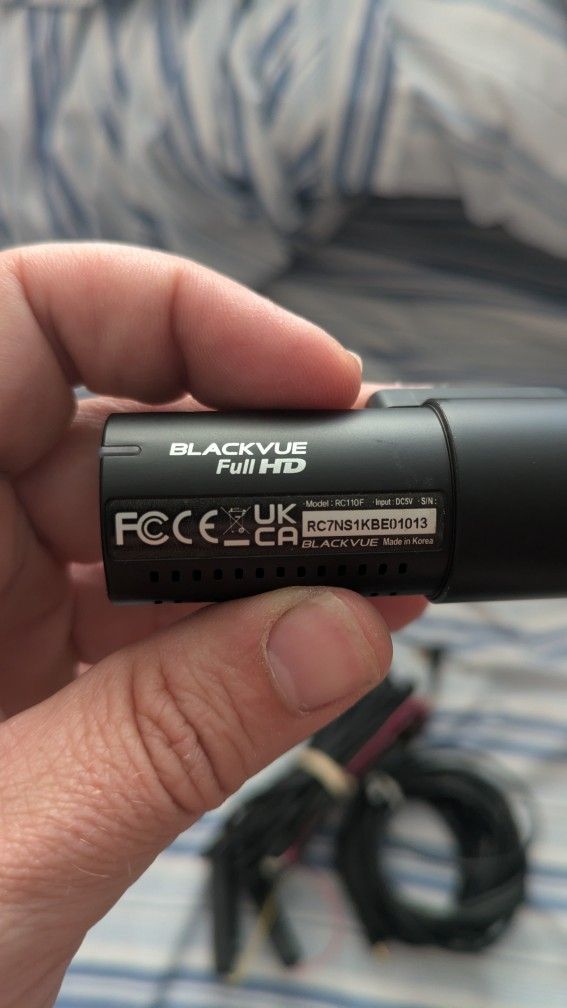 BLACKVUE
Full HD
FC CE UK CA
Model : RC110F Input : DC5V S/N :
RC7NS1KBE01013
BLACKVUE Made in Korea